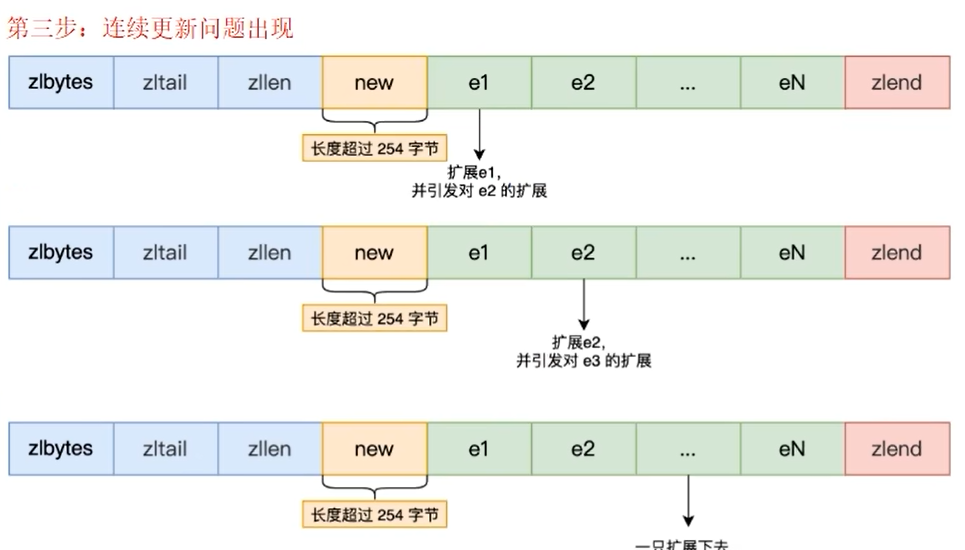 第三步：连续更新问题出现
zlbytes zltail zllen new e1 e2 ... eN zlend
长度超过 254 字节
扩展e1，
并引发对 e2 的扩展
zlbytes zltail zllen new e1 e2 ... eN zlend
长度超过 254 字节
扩展e2，
并引发对 e3 的扩展
zlbytes zltail zllen new e1 e2 ... eN zlend
长度超过 254 字节
一只扩展下去